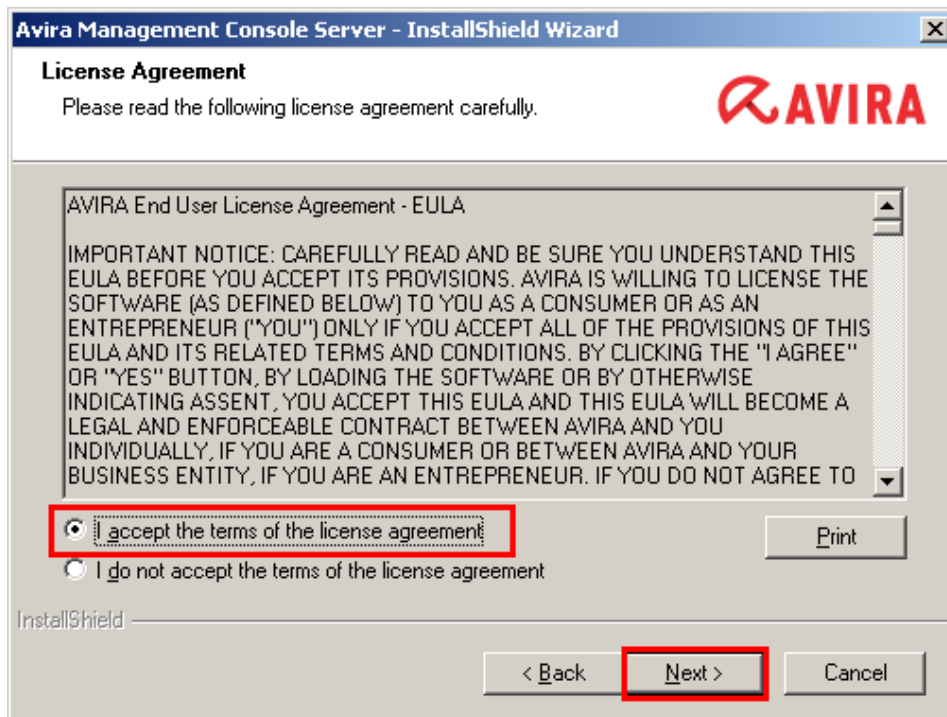 Avira Management Console Server - InstallShield Wizard
License Agreement
Please read the following license agreement carefully.
AVIRA
AVIRA End User License Agreement - EULA
IMPORTANT NOTICE: CAREFULLY READ AND BE SURE YOU UNDERSTAND THIS
EULA BEFORE YOU ACCEPT ITS PROVISIONS. AVIRA IS WILLING TO LICENSE THE
SOFTWARE (AS DEFINED BELOW) TO YOU AS A CONSUMER OR AS AN
ENTREPRENEUR ("YOU") ONLY IF YOU ACCEPT ALL OF THE PROVISIONS OF THIS
EULA AND ITS RELATED TERMS AND CONDITIONS. BY CLICKING THE "I AGREE"
OR "YES" BUTTON, BY LOADING THE SOFTWARE OR BY OTHERWISE
INDICATING ASSENT, YOU ACCEPT THIS EULA AND THIS EULA WILL BECOME A
LEGAL AND ENFORCEABLE CONTRACT BETWEEN AVIRA AND YOU
INDIVIDUALLY, IF YOU ARE A CONSUMER OR BETWEEN AVIRA AND YOUR
BUSINESS ENTITY, IF YOU ARE AN ENTREPRENEUR. IF YOU DO NOT AGREE TO
I accept the terms of the license agreement
Print
I do not accept the terms of the license agreement
InstallShield
< Back
Next >
Cancel